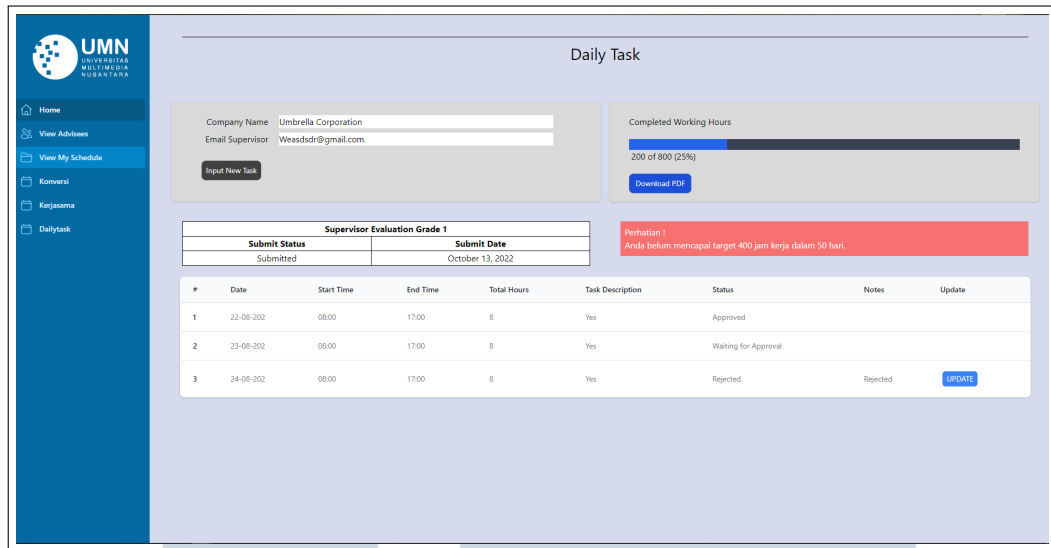 UMN
UNIVERSITAS
MULTIMEDIA
NUSANTARA
Home
View Advisees
View My Schedule
Konversi
Kerjasama
Dailytask
Daily Task
Company Name Umbrella Corporation
Email Supervisor Weasdsdr@gmail.com
Input New Task
Completed Working Hours
200 of 800 (25%)
Download PDF
Supervisor Evaluation Grade 1
Submit Status Submit Date
Submitted October 13, 2022
Perhatian !
Anda belum mencapai target 400 jam kerja dalam 50 hari.
# Date Start Time End Time Total Hours Task Description Status Notes Update
1 22-08-202 08:00 17:00 8 Yes Approved
2 23-08-202 08:00 17:00 8 Yes Waiting for Approval
3 24-08-202 08:00 17:00 8 Yes Rejected Rejected UPDATE